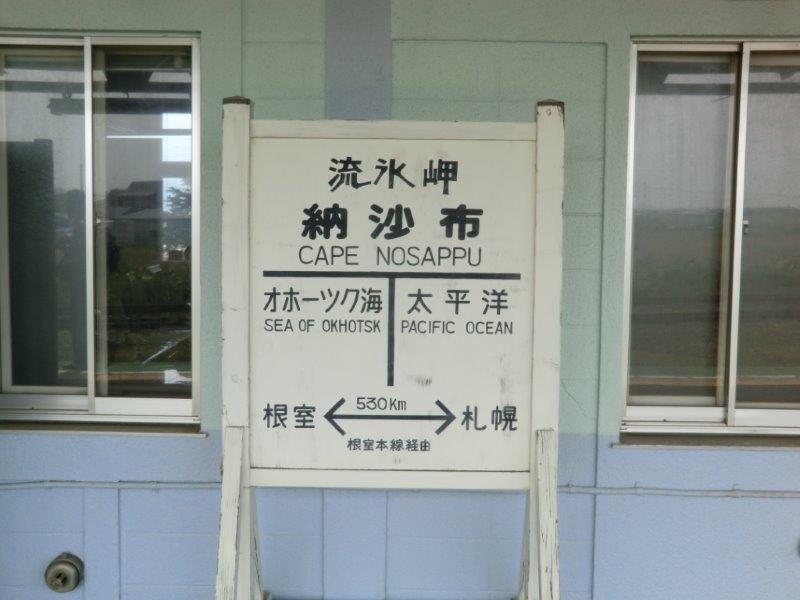 流氷岬
納沙布
CAPE NOSAPPU
オホーツク海 太平洋
SEA OF OKHOTSK PACIFIC OCEAN
530Km
根室 ↔ 札幌
根室本線経由